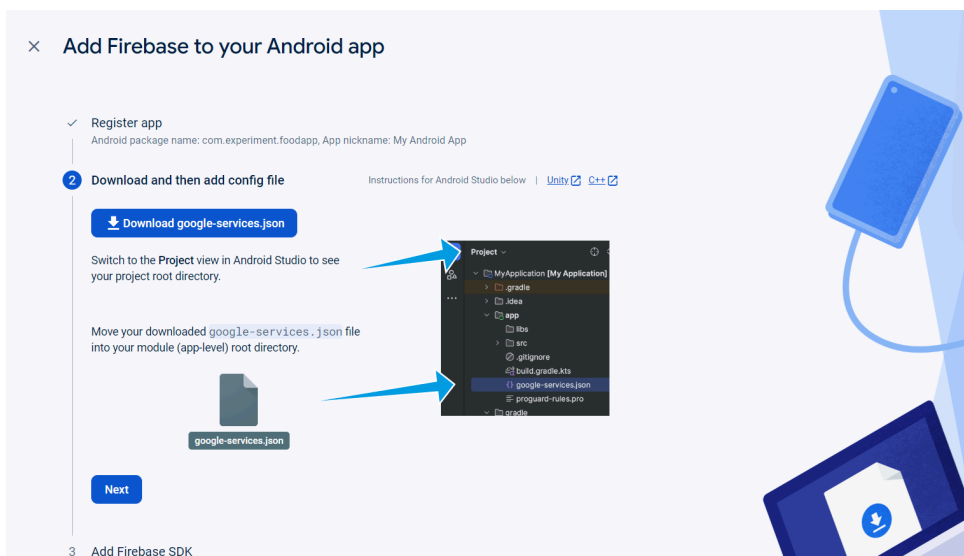 Add Firebase to your Android app
Register app
Android package name: com.experiment.foodapp, App nickname: My Android App
2 Download and then add config file
Instructions for Android Studio below | Unity C++
Download google-services.json
Switch to the Project view in Android Studio to see
your project root directory.
Project
MyApplication [My Application]
.gradle
.idea
app
libs
src
.gitignore
build.gradle.kts
google-services.json
proguard-rules.pro
gradle
Move your downloaded google-services.json file
into your module (app-level) root directory.
google-services.json
Next
3 Add Firebase SDK